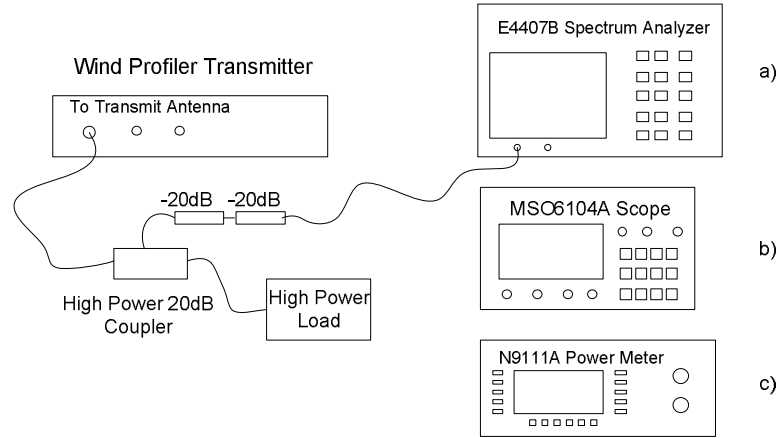 E4407B Spectrum Analyzer
a)
Wind Profiler Transmitter
To Transmit Antenna
-20dB -20dB
MSO6104A Scope
b)
High Power 20dB
Coupler
High Power
Load
N9111A Power Meter
c)